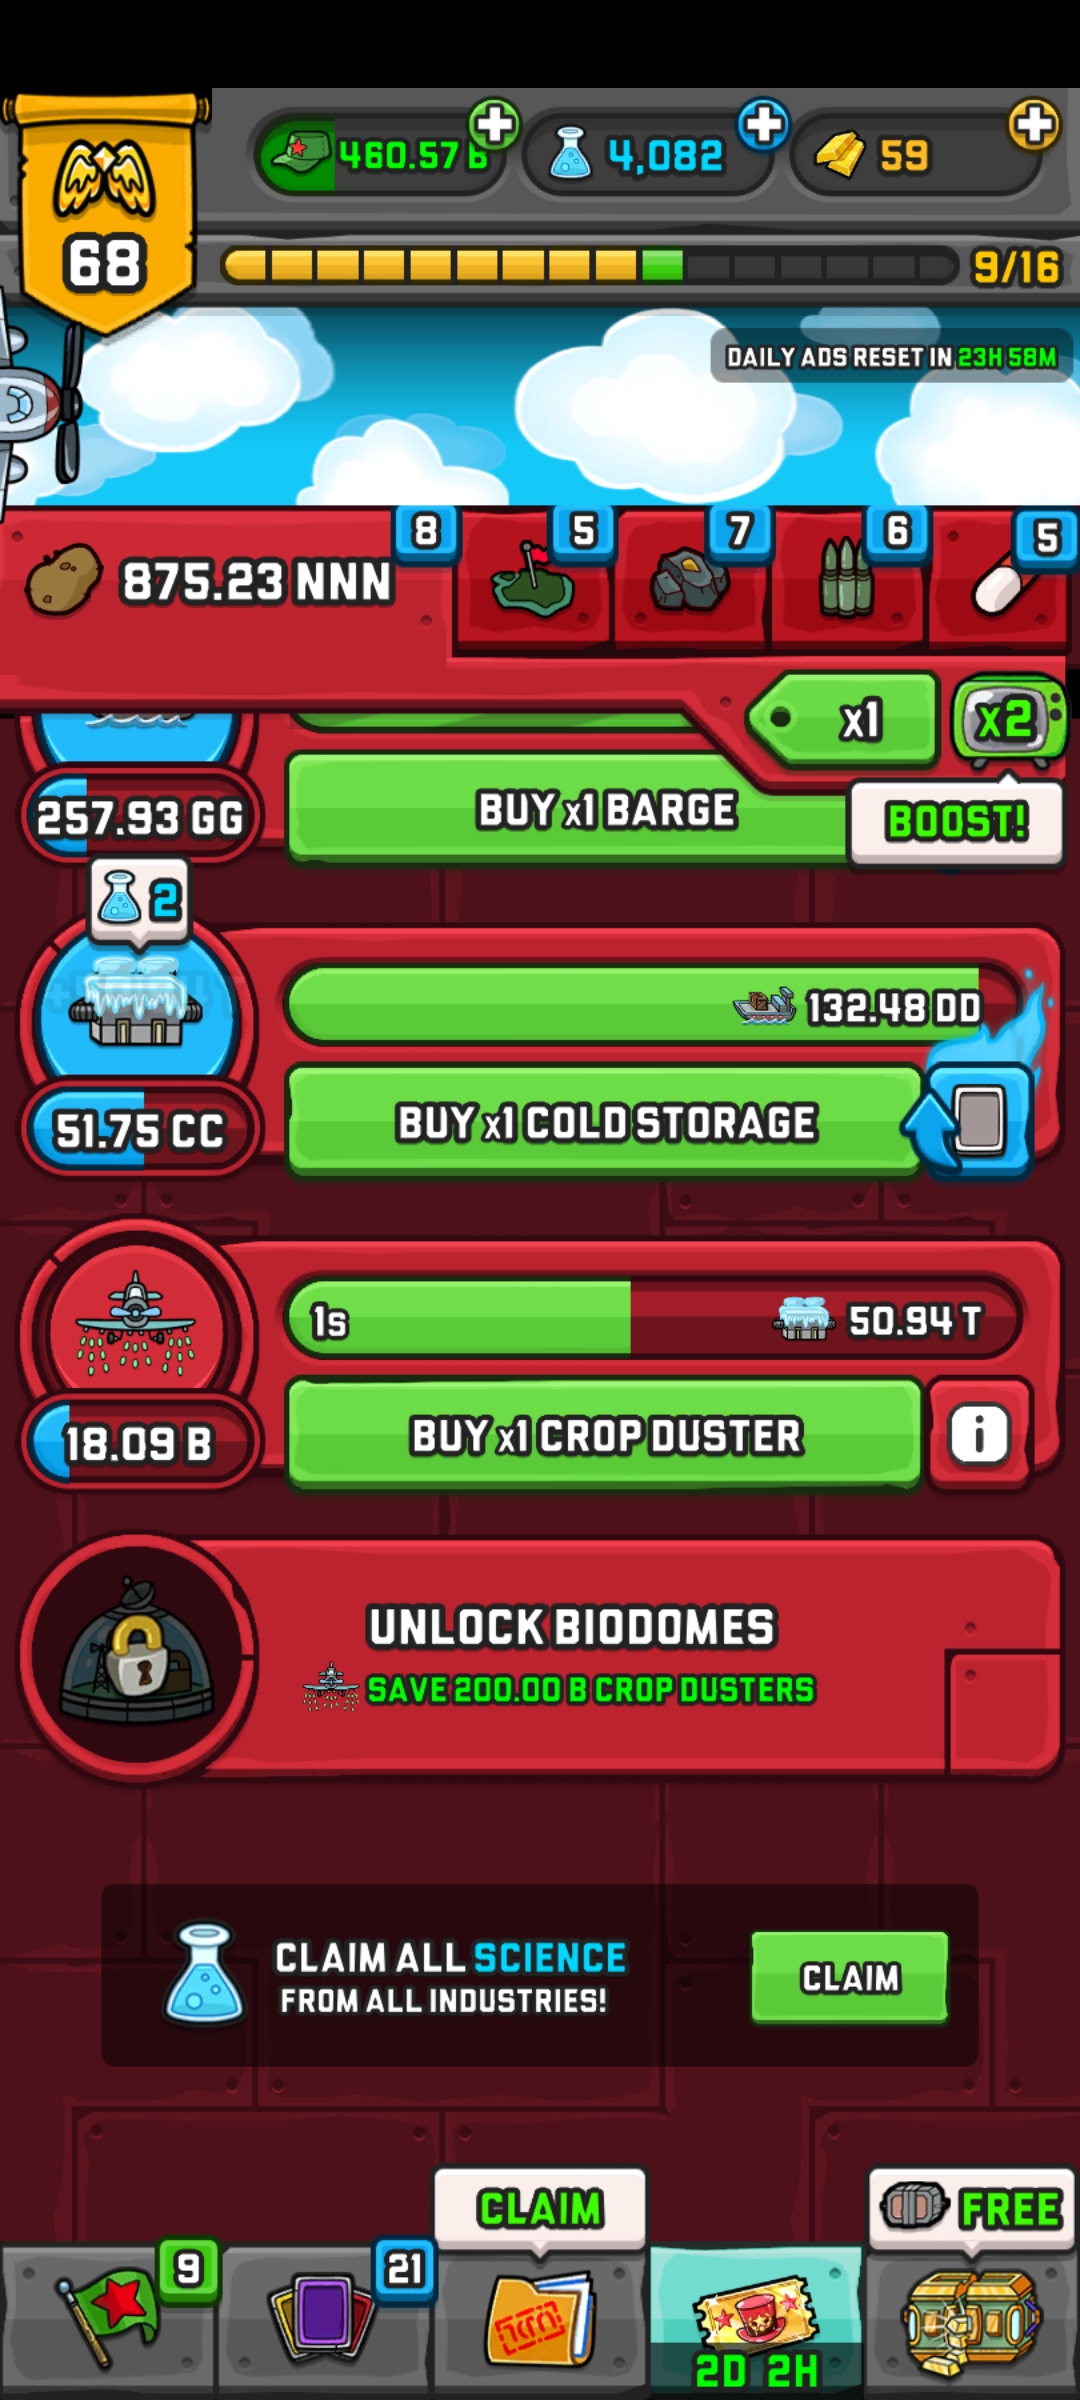 460.57 B
4,082
59
68
9/16
DAILY ADS RESET IN 23H 58M
8
5
7
6
5
875.23 NNN
x1
x2
257.93 GG
BUY x1 BARGE
BOOST!
2
132.48 DD
51.75 CC
BUY x1 COLD STORAGE
1s
50.94 T
18.09 B
BUY x1 CROP DUSTER
i
UNLOCK BIODOMES
SAVE 200.00 B CROP DUSTERS
CLAIM ALL SCIENCE
FROM ALL INDUSTRIES!
CLAIM
CLAIM
FREE
9
21
2D 2H